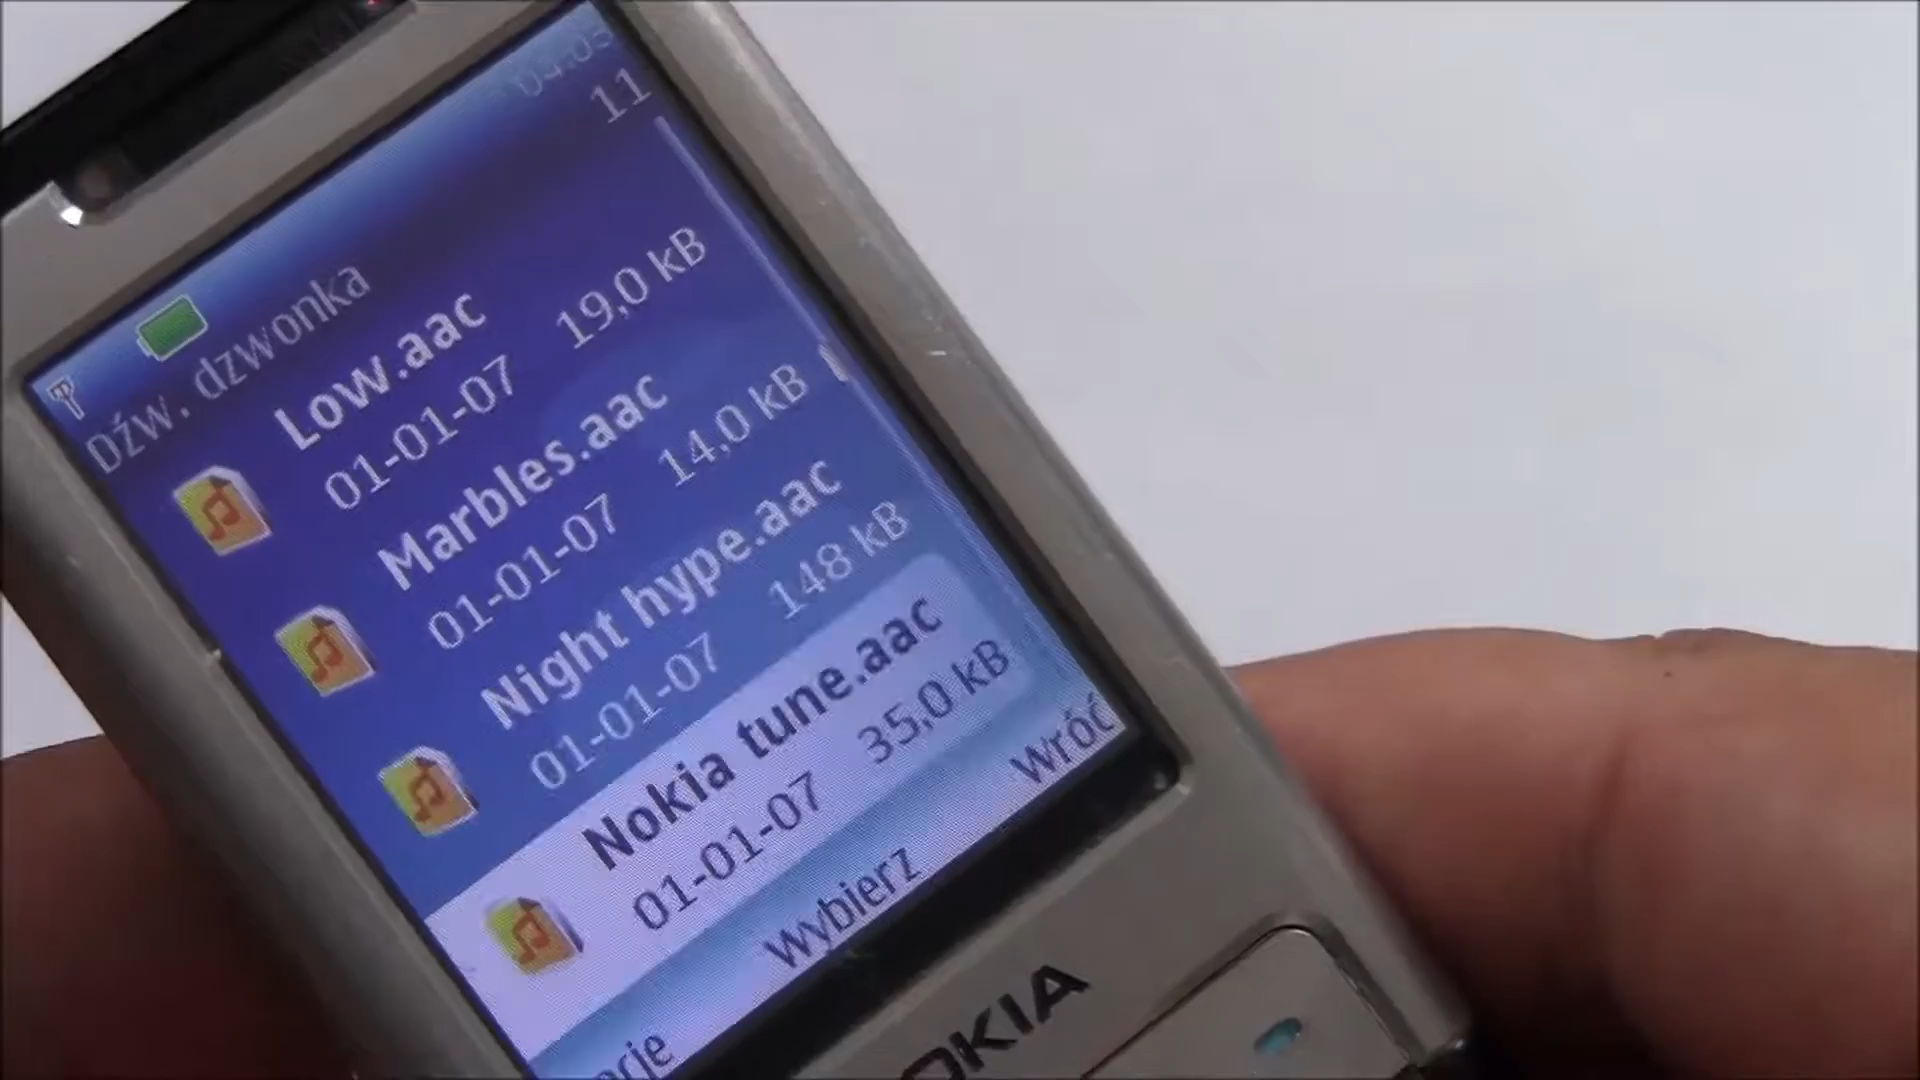 Dźw. dzwonka 11
Low.aac
01-01-07 19,0 kB
Marbles.aac
01-01-07 14,0 kB
Night hype.aac
01-01-07 148 kB
Nokia tune.aac
01-01-07 35,0 kB
Wybierz Wróć
OKIA